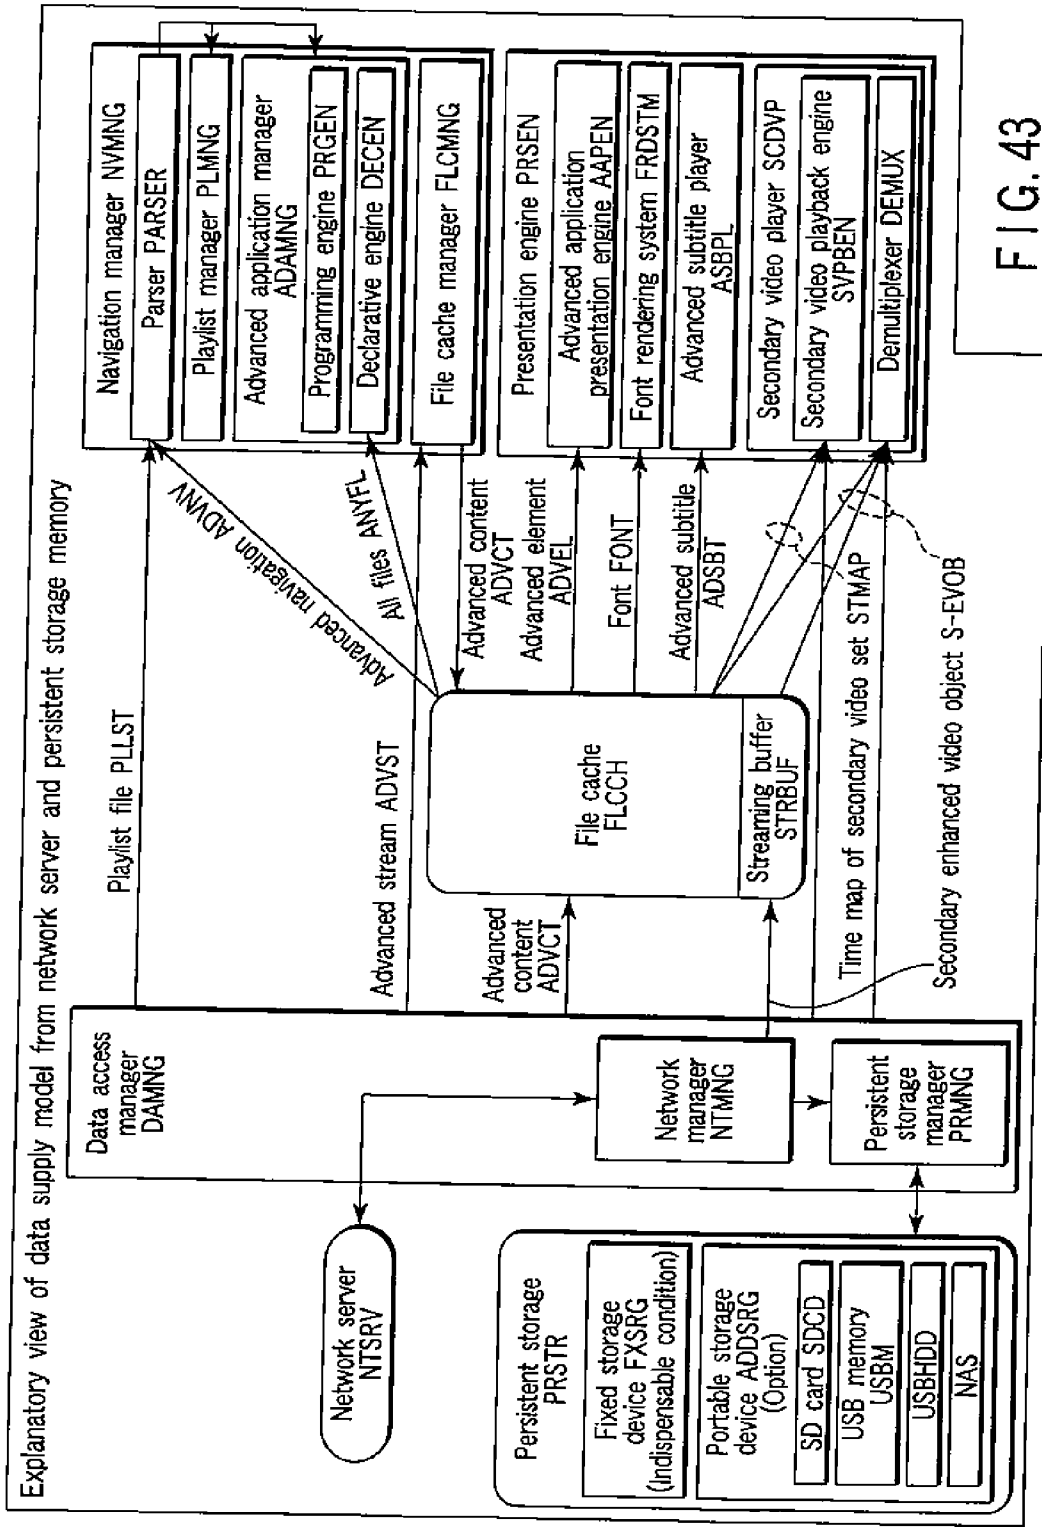 Explanatory view of data supply model from network server and persistent storage memory
Network server
NTSRV
Persistent storage
PRSTR
Fixed storage
device FXSRG
(Indispensable condition)
Portable storage
device ADDSRG
(Option)
SD card SDCD
USB memory
USBM
USBHDD
NAS
Data access
manager
DAMNG
Network
manager
NTMNG
Persistent
storage
manager
PRMNG
Playlist file PLLST
Advanced stream ADVST
Advanced
content
ADVCT
File cache
FLCCH
Streaming buffer
STRBUF
Advanced navigation ADVNV
All files ANYFL
Advanced content
ADVCT
Advanced element
ADVEL
Font FONT
Advanced subtitle
ADSBT
Time map of secondary video set STMAP
Secondary enhanced video object S-EVOB
Navigation manager NVMNG
Parser PARSER
Playlist manager PLMNG
Advanced application manager
ADAMNG
Programming engine PRGEN
Declarative engine DECEN
File cache manager FLCMNG
Presentation engine PRSEN
Advanced application
presentation engine AAPEN
Font rendering system FRDSTM
Advanced subtitle player
ASBPL
Secondary video player SCDVP
Secondary video playback engine
SVPBEN
Demultiplexer DEMUX
FIG. 43